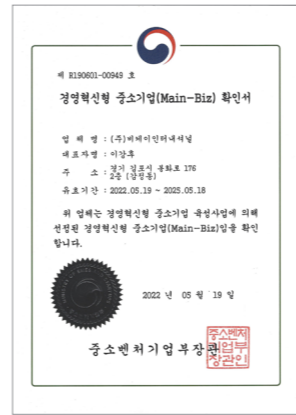 제 R190601-00949 호
경영혁신형 중소기업(Main-Biz) 확인서
업 체 명 : (주)비케이인터내셔널
대표자명 : 이강후
주 소 : 경기 김포시 봉화로 176
2층 (감정동)
유효기간 : 2022.05.19 ~ 2025.05.18
위 업체는 경영혁신형 중소기업 육성사업에 의해
선정된 경영혁신형 중소기업(Main-Biz)임을 확인
합니다.
2022 년 05 월 19 일
중소벤처기업부장관
중소벤처
기업부
장관인